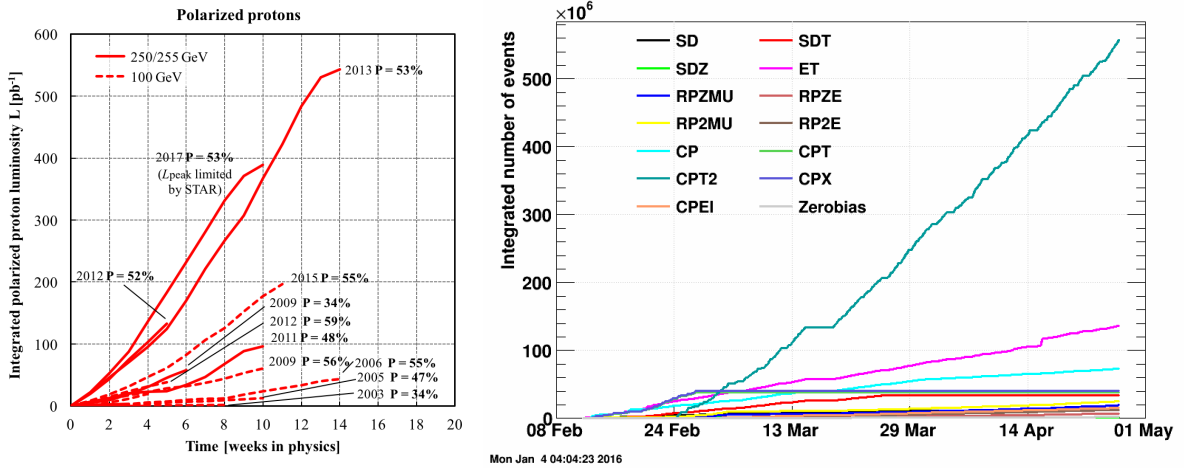 Polarized protons
Integrated polarized proton luminosity L [pb-1]
600
500
400
300
200
100
0
250/255 GeV
100 GeV
2013 P = 53%
2017 P = 53%
(Lpeak limited
by STAR)
2012 P = 52%
2015 P = 55%
2009 P = 34%
2012 P = 59%
2011 P = 48%
2009 P = 56%
2006 P = 55%
2005 P = 47%
2003 P = 34%
0 2 4 6 8 10 12 14 16 18 20
Time [weeks in physics]
×10⁶
Integrated number of events
500
400
300
200
100
0
SD SDT
SDZ ET
RPZMU RPZE
RP2MU RP2E
CP CPT
CPT2 CPX
CPEI Zerobias
08 Feb 24 Feb 13 Mar 29 Mar 14 Apr 01 May
Mon Jan 4 04:04:23 2016